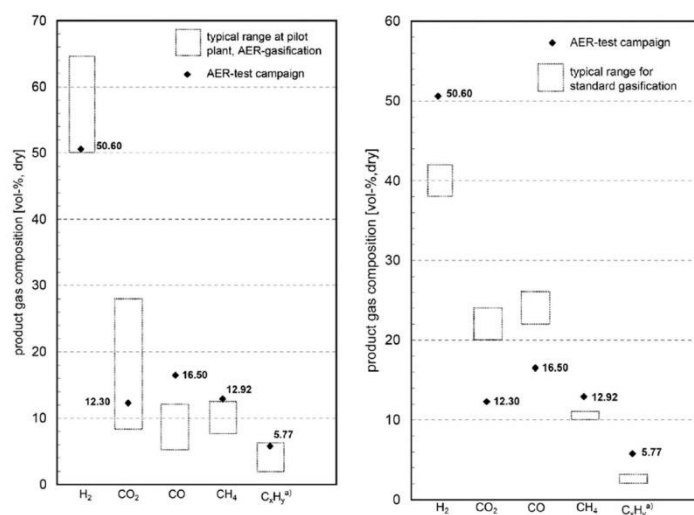 product gas composition [vol-%, dry]
70
60
50
40
30
20
10
0
typical range at pilot
plant, AER-gasification
AER-test campaign
50.60
12.30
16.50
12.92
5.77
H₂
CO₂
CO
CH₄
CₓHᵧᵃ⁾
product gas composition [vol-%,dry]
60
50
40
30
20
10
0
AER-test campaign
typical range for
standard gasification
50.60
12.30
16.50
12.92
5.77
H₂
CO₂
CO
CH₄
CₓHᵧᵃ⁾